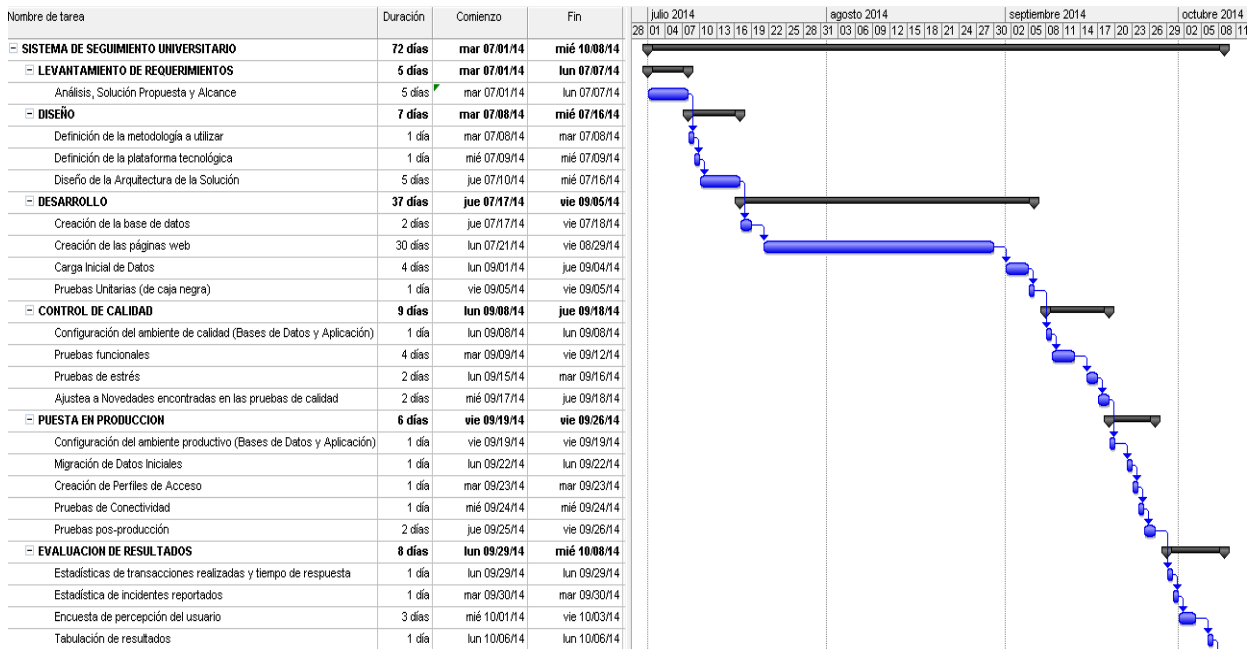 Nombre de tarea Duración Comienzo Fin
julio 2014 agosto 2014 septiembre 2014 octubre 2014
28 01 04 07 10 13 16 19 22 25 28 31 03 06 09 12 15 18 21 24 27 30 02 05 08 11 14 17 20 23 26 29 02 05 08 11
SISTEMA DE SEGUIMIENTO UNIVERSITARIO 72 días mar 07/01/14 mié 10/08/14
LEVANTAMIENTO DE REQUERIMIENTOS 5 días mar 07/01/14 lun 07/07/14
Análisis, Solución Propuesta y Alcance 5 días mar 07/01/14 lun 07/07/14
DISEÑO 7 días mar 07/08/14 mié 07/16/14
Definición de la metodología a utilizar 1 día mar 07/08/14 mar 07/08/14
Definición de la plataforma tecnológica 1 día mié 07/09/14 mié 07/09/14
Diseño de la Arquitectura de la Solución 5 días jue 07/10/14 mié 07/16/14
DESARROLLO 37 días jue 07/17/14 vie 09/05/14
Creación de la base de datos 2 días jue 07/17/14 vie 07/18/14
Creación de las páginas web 30 días lun 07/21/14 vie 08/29/14
Carga Inicial de Datos 4 días lun 09/01/14 jue 09/04/14
Pruebas Unitarias (de caja negra) 1 día vie 09/05/14 vie 09/05/14
CONTROL DE CALIDAD 9 días lun 09/08/14 jue 09/18/14
Configuración del ambiente de calidad (Bases de Datos y Aplicación) 1 día lun 09/08/14 lun 09/08/14
Pruebas funcionales 4 días mar 09/09/14 vie 09/12/14
Pruebas de estrés 2 días lun 09/15/14 mar 09/16/14
Ajustea a Novedades encontradas en las pruebas de calidad 2 días mié 09/17/14 jue 09/18/14
PUESTA EN PRODUCCION 6 días vie 09/19/14 vie 09/26/14
Configuración del ambiente productivo (Bases de Datos y Aplicación) 1 día vie 09/19/14 vie 09/19/14
Migración de Datos Iniciales 1 día lun 09/22/14 lun 09/22/14
Creación de Perfiles de Acceso 1 día mar 09/23/14 mar 09/23/14
Pruebas de Conectividad 1 día mié 09/24/14 mié 09/24/14
Pruebas pos-producción 2 días jue 09/25/14 vie 09/26/14
EVALUACION DE RESULTADOS 8 días lun 09/29/14 mié 10/08/14
Estadísticas de transacciones realizadas y tiempo de respuesta 1 día lun 09/29/14 lun 09/29/14
Estadística de incidentes reportados 1 día mar 09/30/14 mar 09/30/14
Encuesta de percepción del usuario 3 días mié 10/01/14 vie 10/03/14
Tabulación de resultados 1 día lun 10/06/14 lun 10/06/14